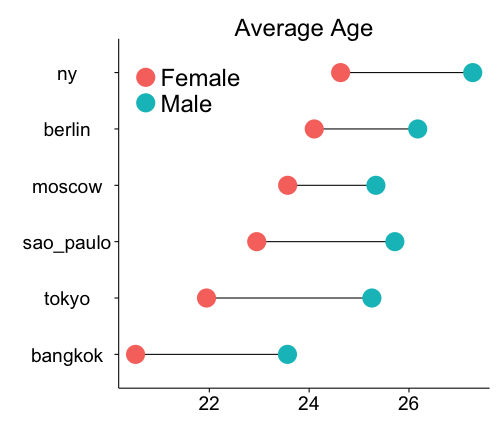 Average Age
ny
Female
berlin
Male
moscow
sao_paulo
tokyo
bangkok
22 24 26